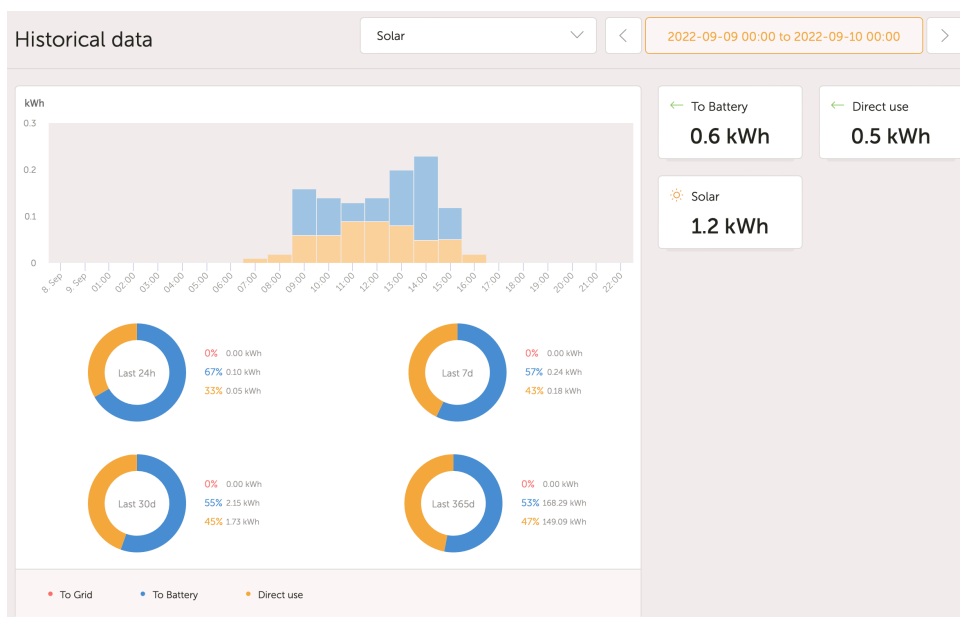 Historical data
Solar
2022-09-09 00:00 to 2022-09-10 00:00
kWh
0.3
0.2
0.1
0
8. Sep
9. Sep
01:00
02:00
03:00
04:00
05:00
06:00
07:00
08:00
09:00
10:00
11:00
12:00
13:00
14:00
15:00
16:00
17:00
18:00
19:00
20:00
21:00
22:00
To Battery
0.6 kWh
Direct use
0.5 kWh
Solar
1.2 kWh
Last 24h
0% 0.00 kWh
67% 0.10 kWh
33% 0.05 kWh
Last 7d
0% 0.00 kWh
57% 0.24 kWh
43% 0.18 kWh
Last 30d
0% 0.00 kWh
55% 2.15 kWh
45% 1.73 kWh
Last 365d
0% 0.00 kWh
53% 168.29 kWh
47% 149.09 kWh
To Grid
To Battery
Direct use